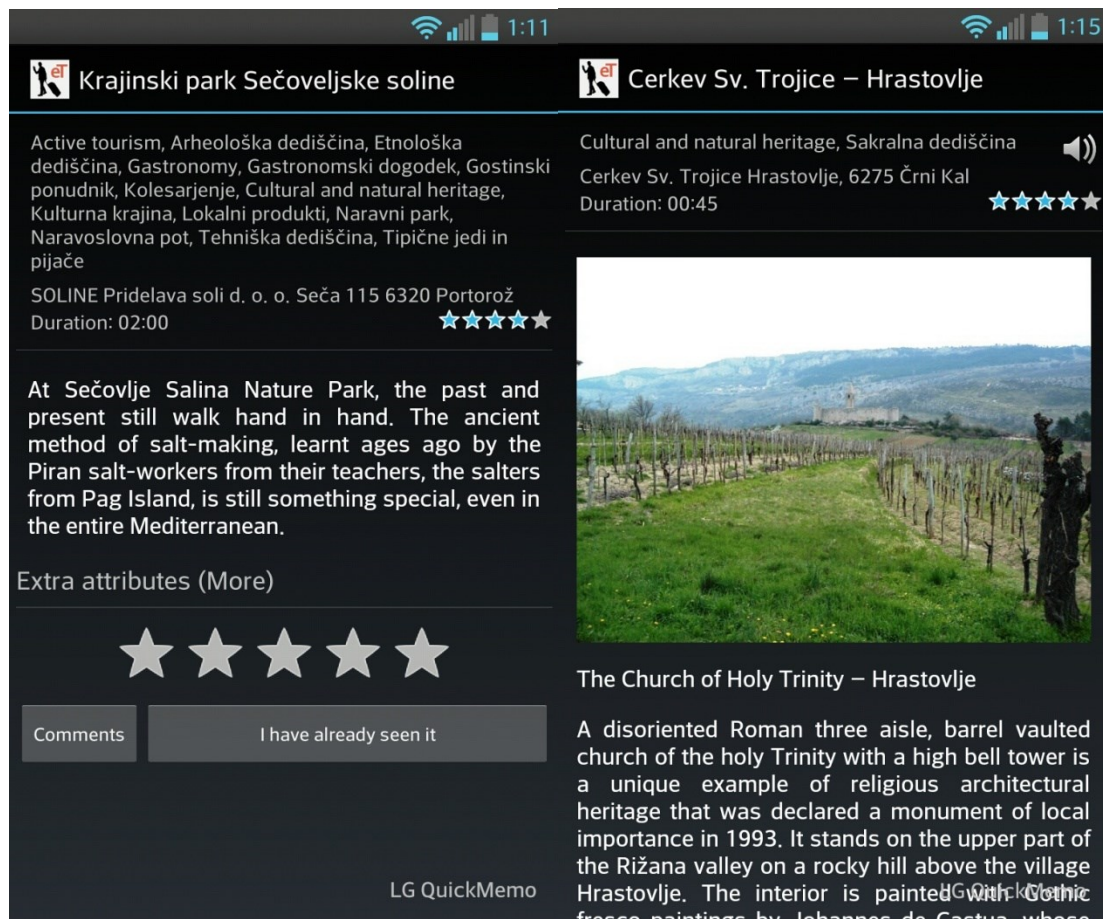 1:11
eT
Krajinski park Sečoveljske soline
Active tourism, Arheološka dediščina, Etnološka
dediščina, Gastronomy, Gastronomski dogodek, Gostinski
ponudnik, Kolesarjenje, Cultural and natural heritage,
Kulturna krajina, Lokalni produkti, Naravni park,
Naravoslovna pot, Tehniška dediščina, Tipične jedi in
pijače
SOLINE Pridelava soli d. o. o. Seča 115 6320 Portorož
Duration: 02:00
At Sečovlje Salina Nature Park, the past and
present still walk hand in hand. The ancient
method of salt-making, learnt ages ago by the
Piran salt-workers from their teachers, the salters
from Pag Island, is still something special, even in
the entire Mediterranean.
Extra attributes (More)
Comments
I have already seen it
LG QuickMemo
1:15
eT
Cerkev Sv. Trojice – Hrastovlje
Cultural and natural heritage, Sakralna dediščina
Cerkev Sv. Trojice Hrastovlje, 6275 Črni Kal
Duration: 00:45
The Church of Holy Trinity – Hrastovlje
A disoriented Roman three aisle, barrel vaulted
church of the holy Trinity with a high bell tower is
a unique example of religious architectural
heritage that was declared a monument of local
importance in 1993. It stands on the upper part of
the Rižana valley on a rocky hill above the village
Hrastovlje. The interior is painted with Gothic
LG QuickMemo
fresco paintings by Johannes de Castua, whose